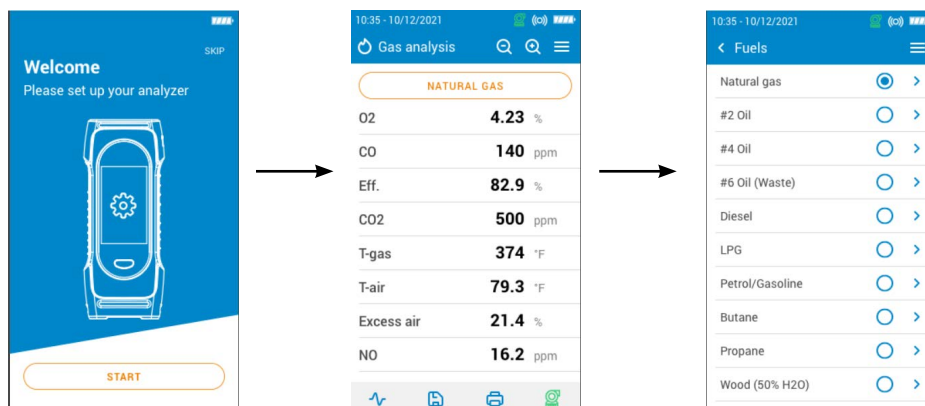 SKIP
Welcome
Please set up your analyzer
START
10:35 - 10/12/2021
Gas analysis
NATURAL GAS
O2 4.23 %
CO 140 ppm
Eff. 82.9 %
CO2 500 ppm
T-gas 374 °F
T-air 79.3 °F
Excess air 21.4 %
NO 16.2 ppm
10:35 - 10/12/2021
Fuels
Natural gas
#2 Oil
#4 Oil
#6 Oil (Waste)
Diesel
LPG
Petrol/Gasoline
Butane
Propane
Wood (50% H2O)